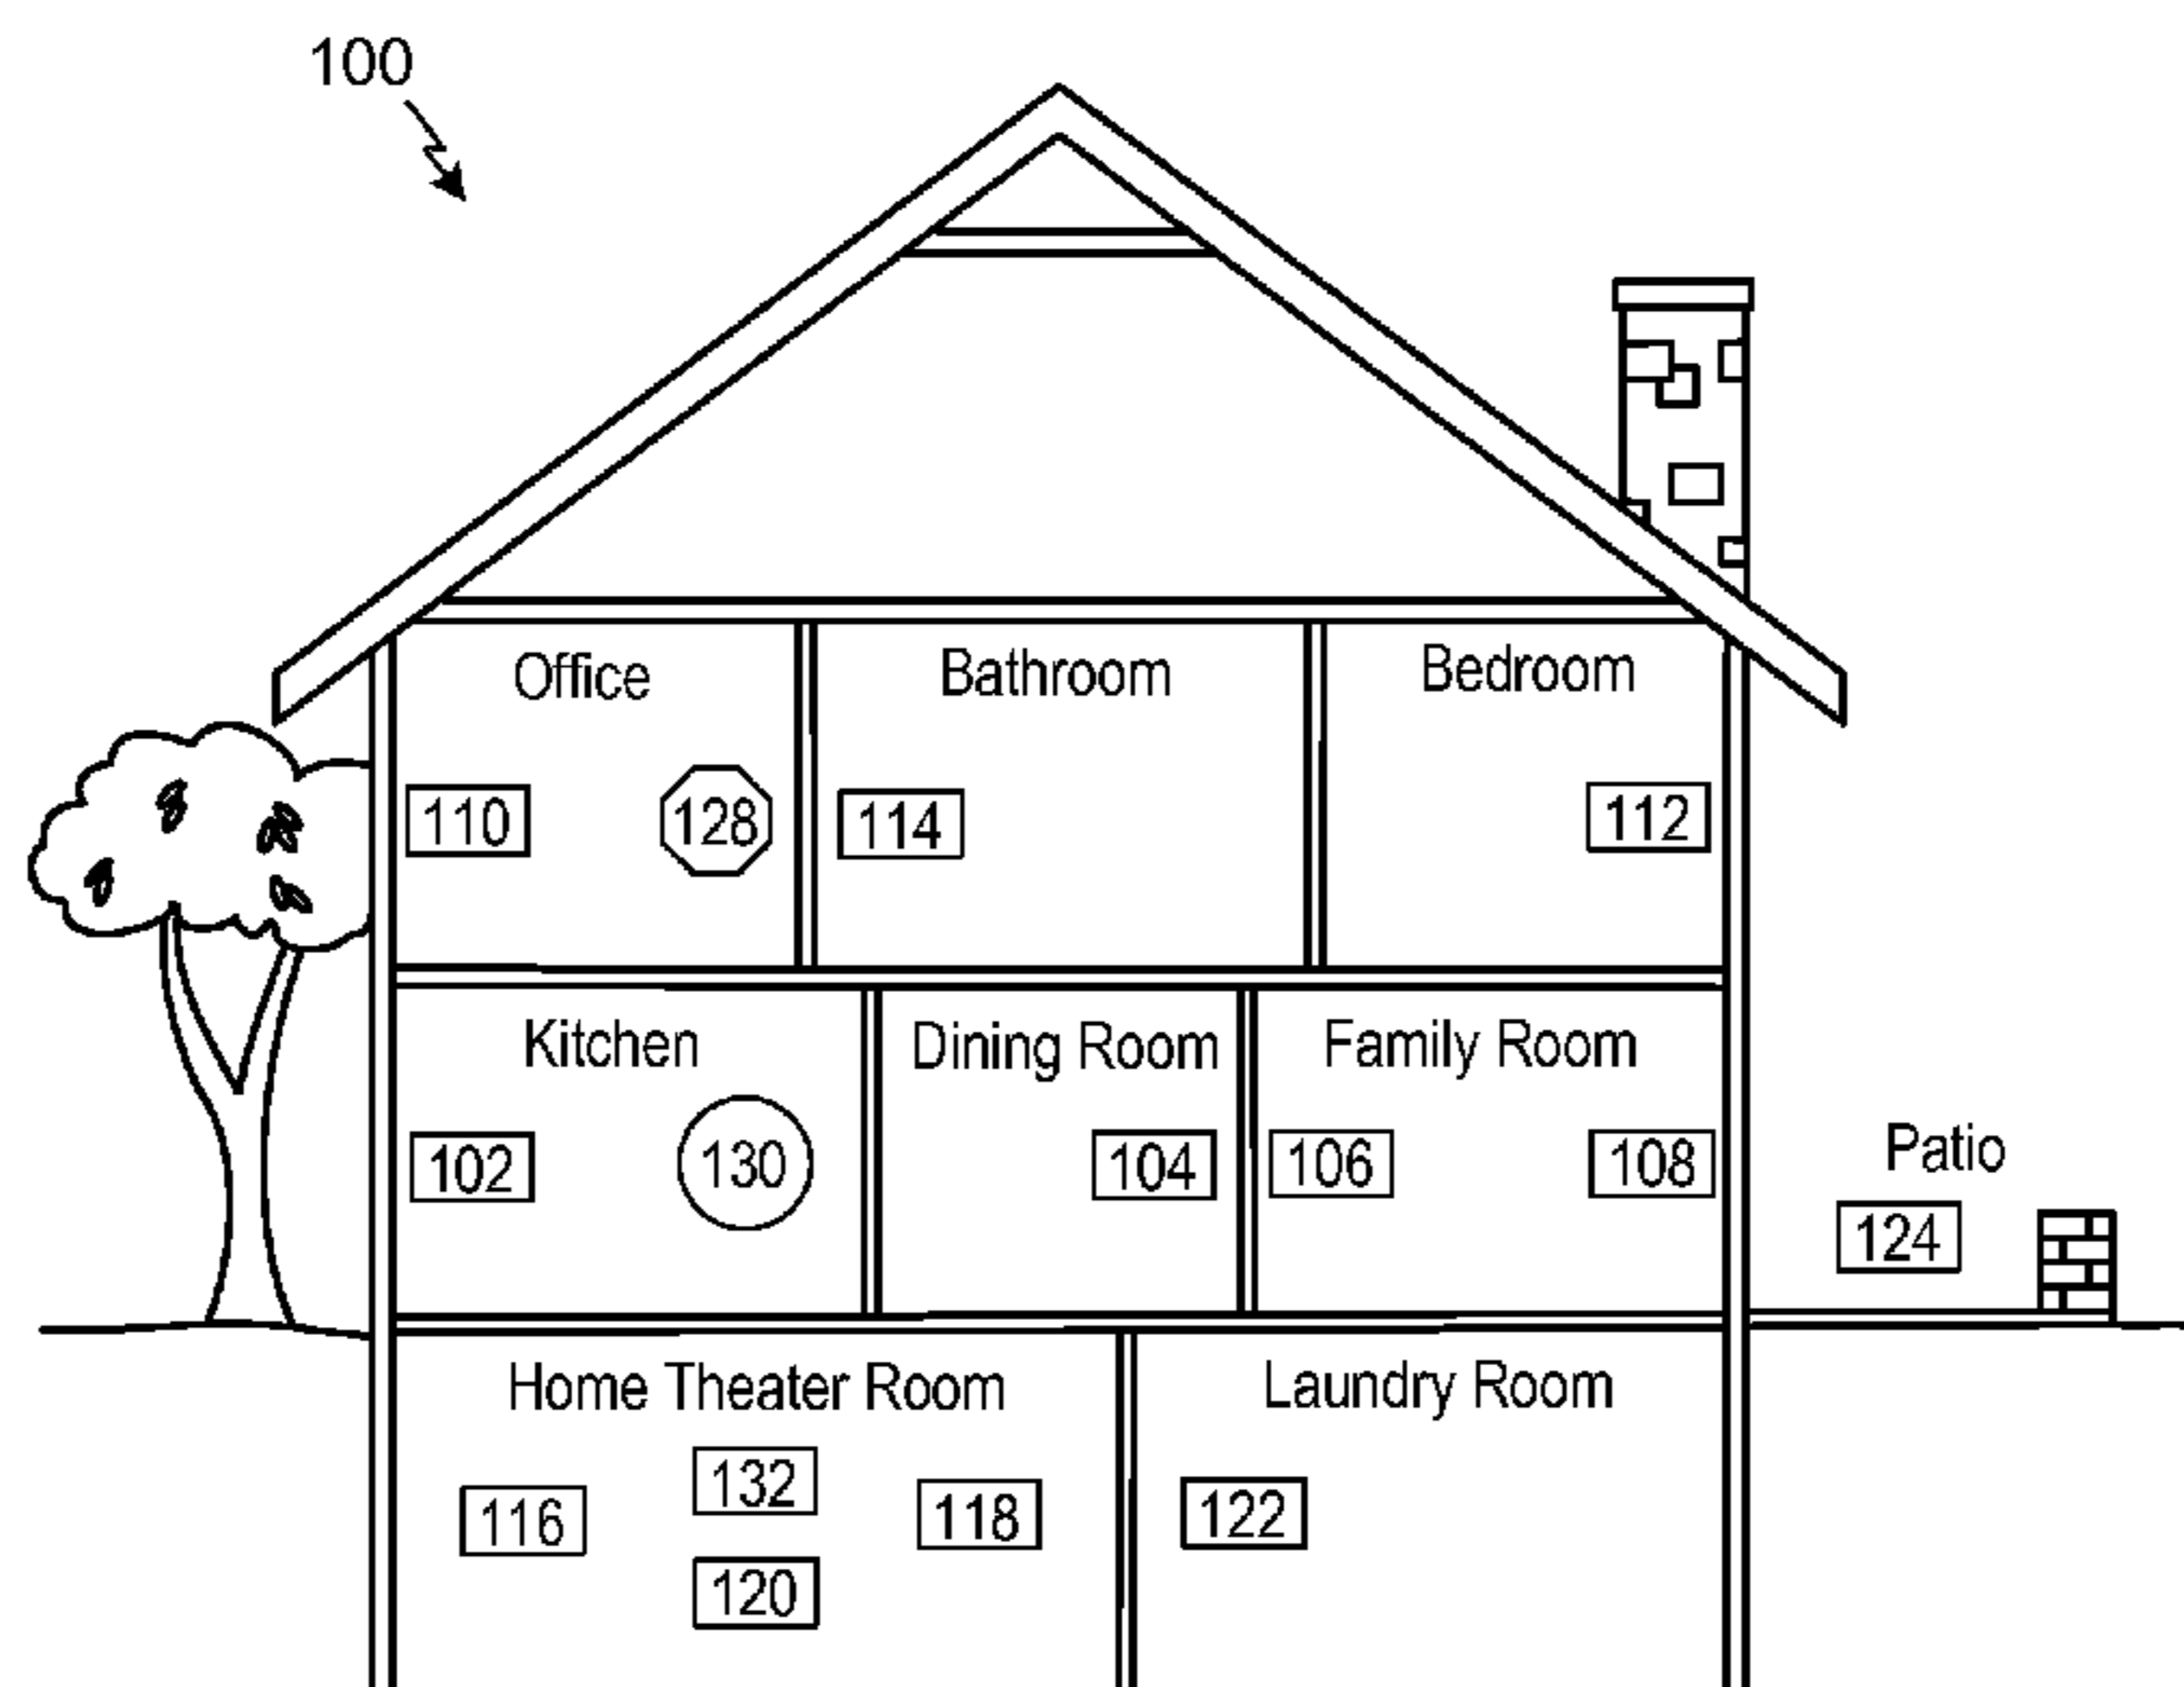 100
Office Bathroom Bedroom
110 128 114 112
Kitchen Dining Room Family Room
102 130 104 106 108 Patio
124
Home Theater Room Laundry Room
116 132 118 122
120